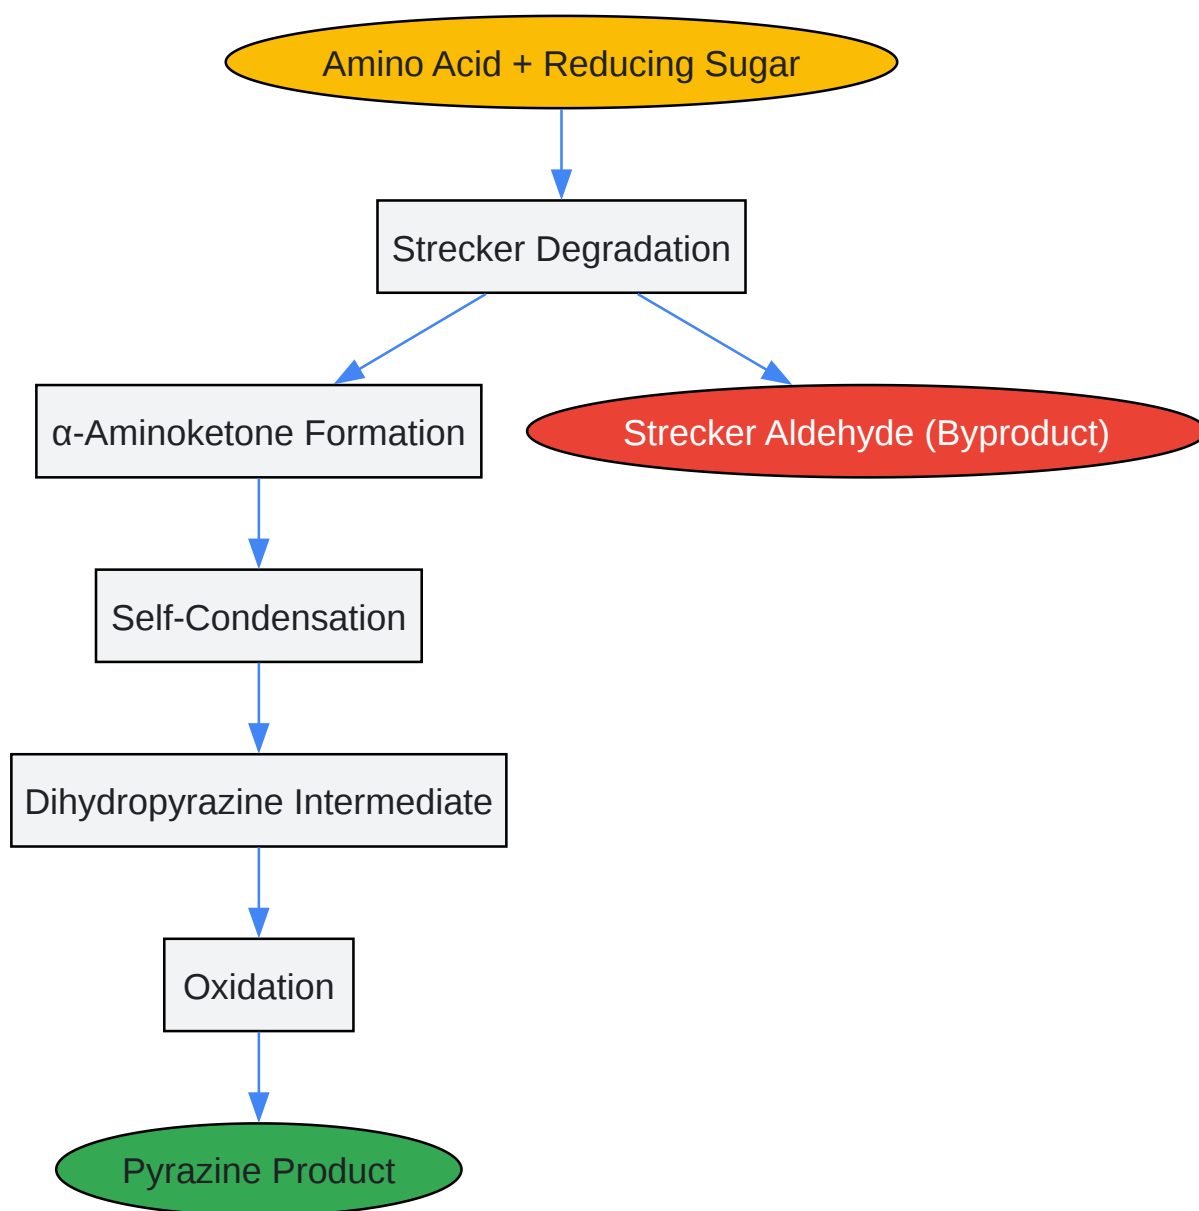 Amino Acid + Reducing Sugar
Strecker Degradation
α-Aminoketone Formation
Strecker Aldehyde (Byproduct)
Self-Condensation
Dihydropyrazine Intermediate
Oxidation
Pyrazine Product